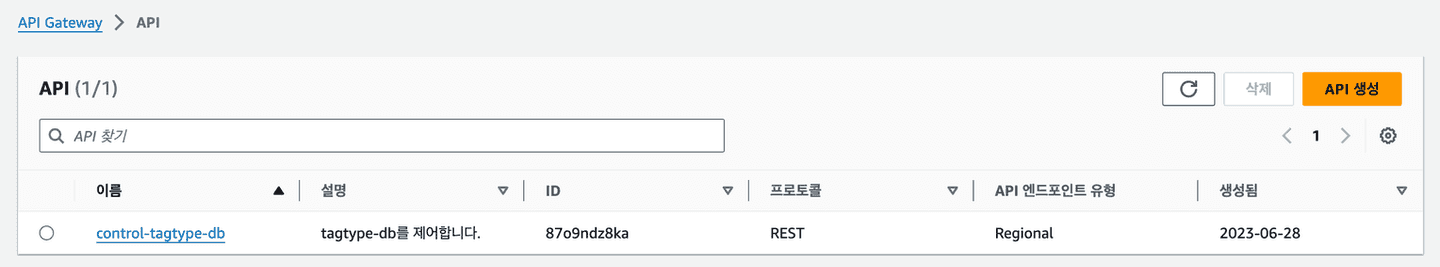 API Gateway > API
API (1/1)
삭제
API 생성
API 찾기
1
이름 설명 ID 프로토콜 API 엔드포인트 유형 생성됨
control-tagtype-db tagtype-db를 제어합니다. 87o9ndz8ka REST Regional 2023-06-28